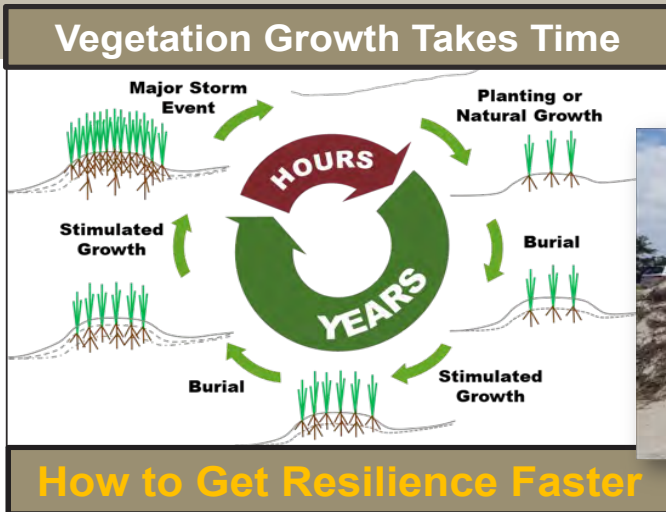 Vegetation Growth Takes Time
Major Storm
Event
Planting or
Natural Growth
HOURS
Stimulated
Growth
Burial
YEARS
Burial
Stimulated
Growth
How to Get Resilience Faster